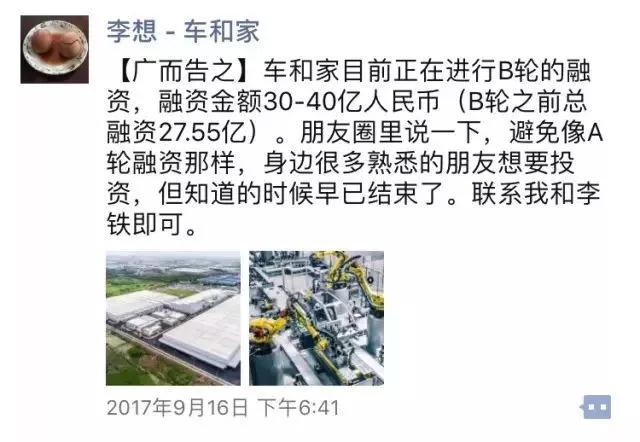 李想 - 车和家
【广而告之】车和家目前正在进行B轮的融
资，融资金额30-40亿人民币（B轮之前总
融资27.55亿）。朋友圈里说一下，避免像A
轮融资那样，身边很多熟悉的朋友想要投
资，但知道的时候早已结束了。联系我和李
铁即可。
2017年9月16日 下午6:41